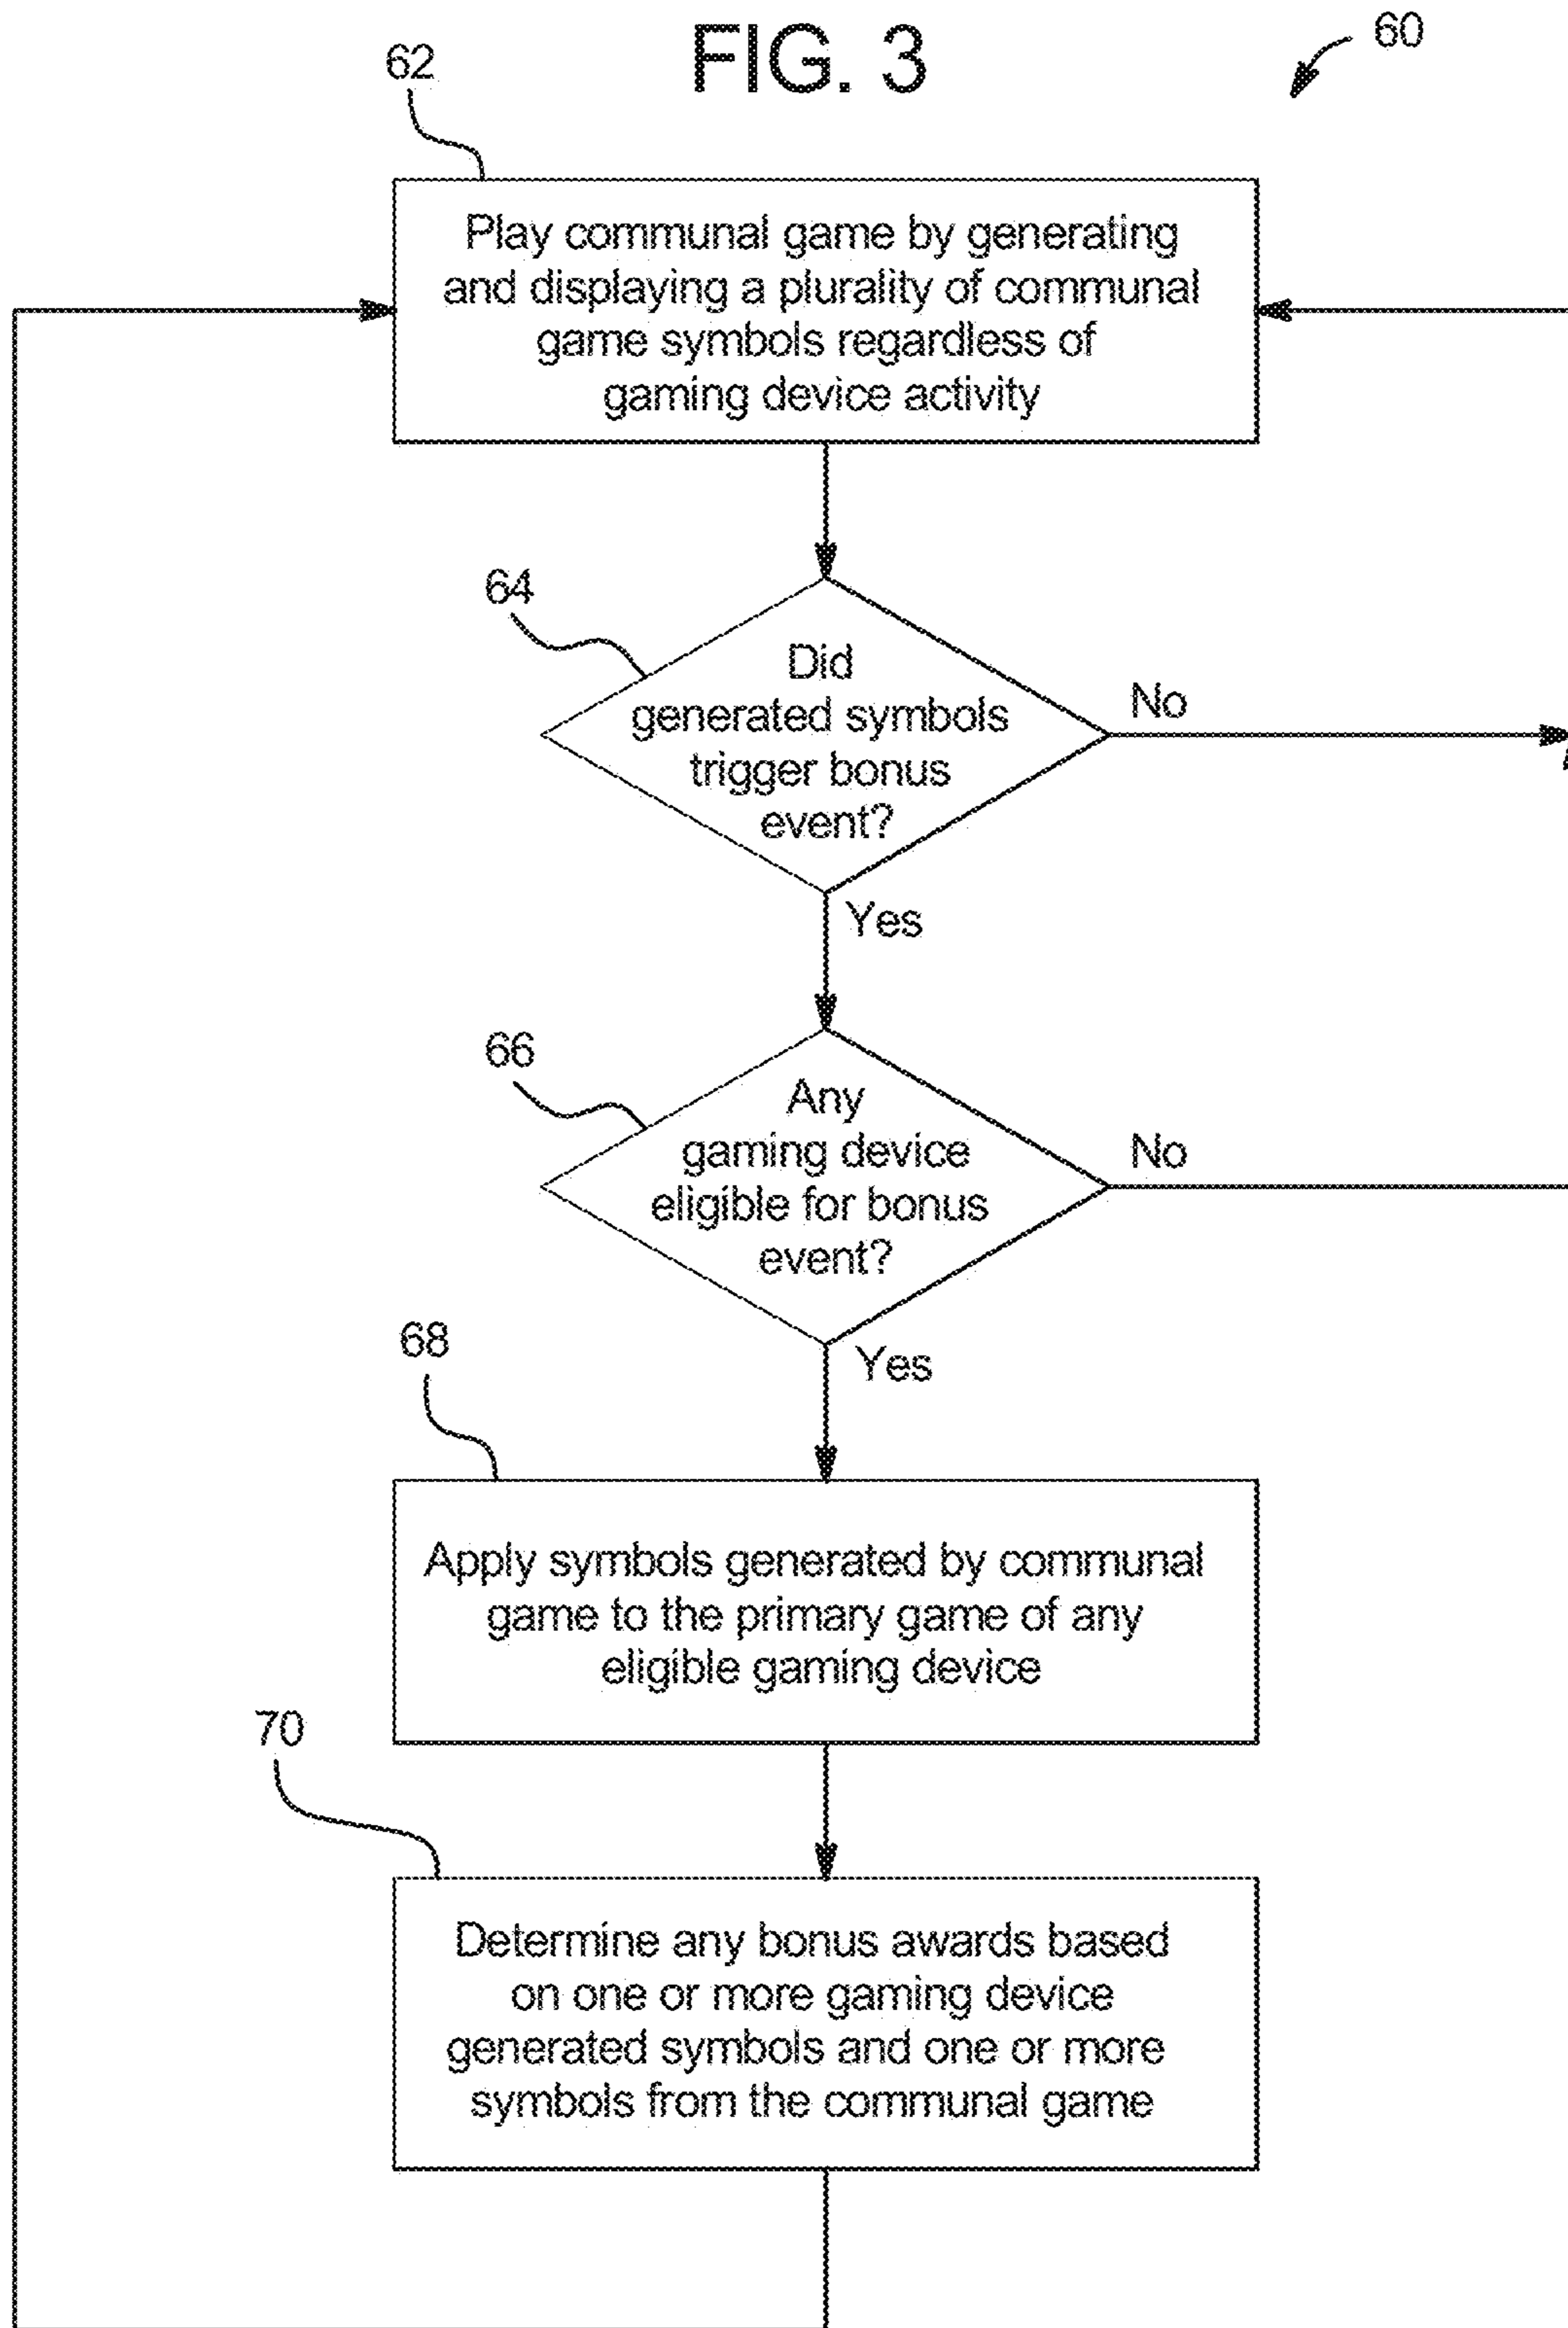 FIG. 3
60
62
Play communal game by generating
and displaying a plurality of communal
game symbols regardless of
gaming device activity
64
Did
generated symbols
trigger bonus
event?
No
Yes
66
Any
gaming device
eligible for bonus
event?
No
Yes
68
Apply symbols generated by communal
game to the primary game of any
eligible gaming device
70
Determine any bonus awards based
on one or more gaming device
generated symbols and one or more
symbols from the communal game